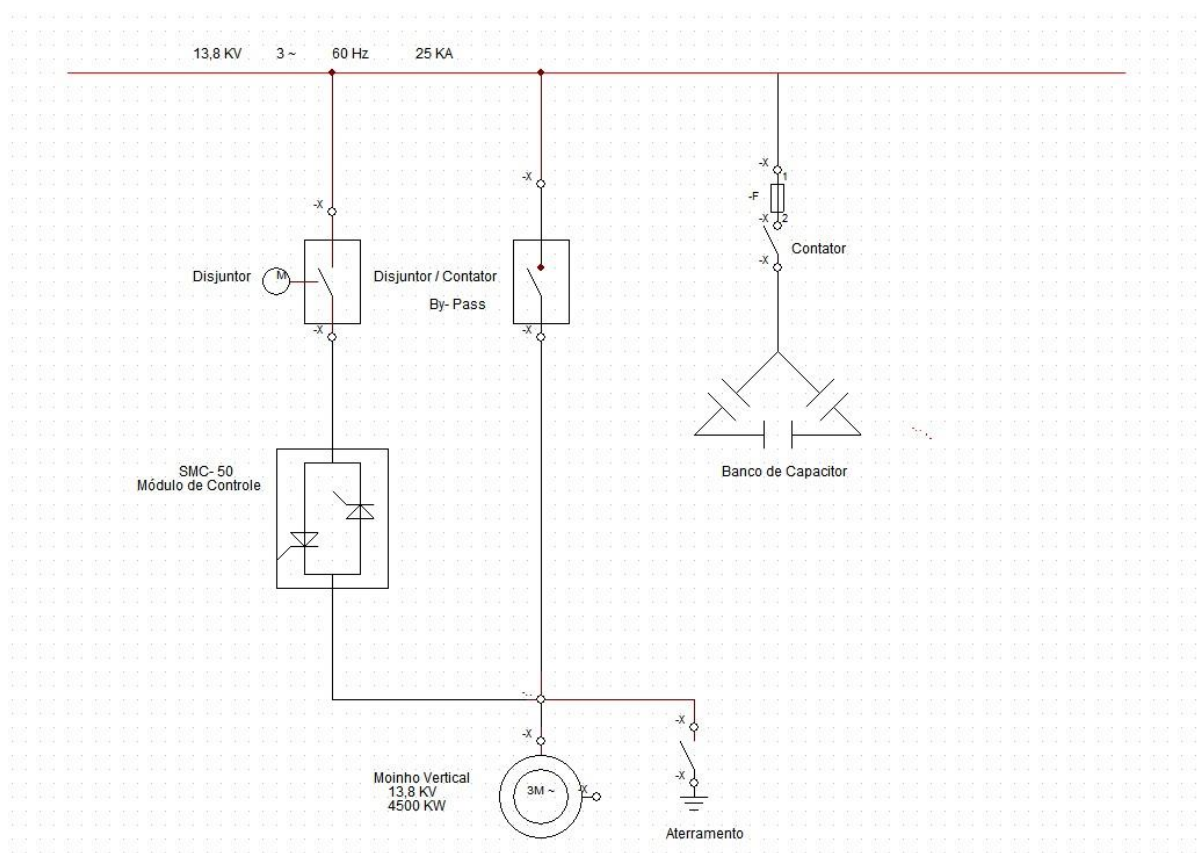 13,8 KV 3 ~ 60 Hz 25 KA
-X
1
-F
-X 2
Contator
-X
-X
-X
Disjuntor
M
Disjuntor / Contator
By- Pass
-X
-X
SMC- 50
Módulo de Controle
Banco de Capacitor
-X
-X
Moinho Vertical
13,8 KV
4500 KW
3M ~
-X
-X
Aterramento